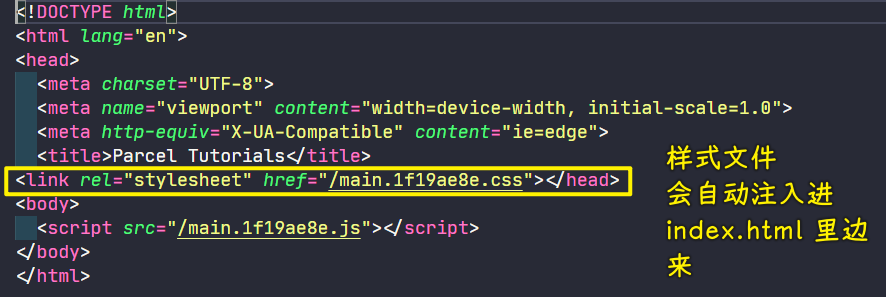 <!DOCTYPE html>
<html lang="en">
<head>
  <meta charset="UTF-8">
  <meta name="viewport" content="width=device-width, initial-scale=1.0">
  <meta http-equiv="X-UA-Compatible" content="ie=edge">
  <title>Parcel Tutorials</title>
<link rel="stylesheet" href="/main.1f19ae8e.css"></head>
<body>
  <script src="/main.1f19ae8e.js"></script>
</body>
</html>
样式文件
会自动注入进
index.html 里边
来